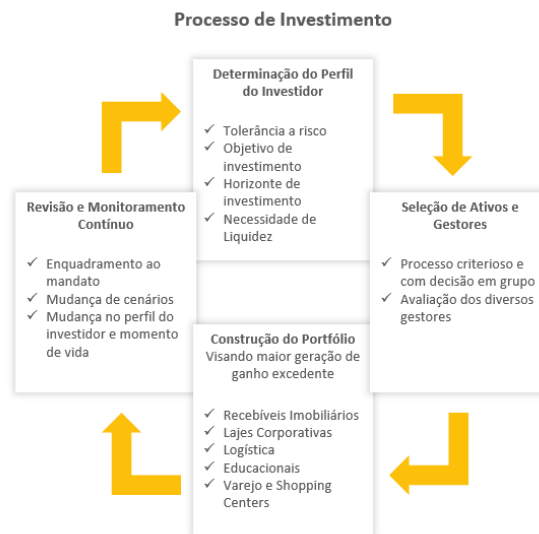 Processo de Investimento
Determinação do Perfil
do Investidor
✓ Tolerância a risco
✓ Objetivo de
investimento
✓ Horizonte de
investimento
✓ Necessidade de
Liquidez
Seleção de Ativos e
Gestores
✓ Processo criterioso e
com decisão em grupo
✓ Avaliação dos diversos
gestores
Construção do Portfólio
Visando maior geração de
ganho excedente
✓ Recebíveis Imobiliários
✓ Lajes Corporativas
✓ Logística
✓ Educacionais
✓ Varejo e Shopping
Centers
Revisão e Monitoramento
Contínuo
✓ Enquadramento ao
mandato
✓ Mudança de cenários
✓ Mudança no perfil do
investidor e momento
de vida